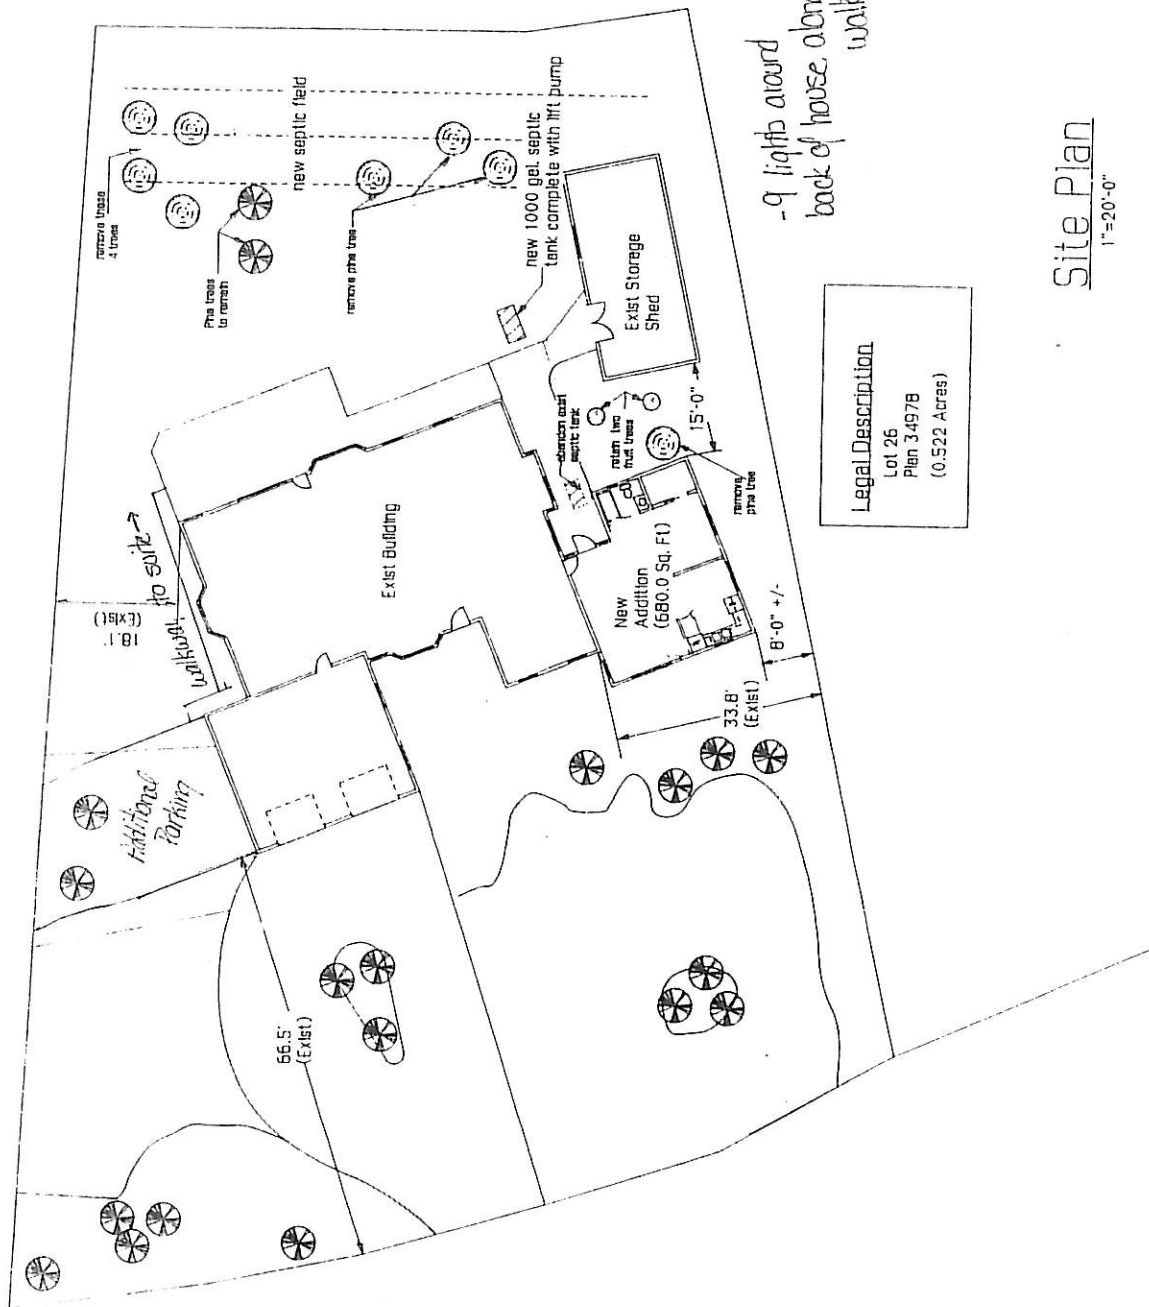 remove these
4 trees
new septic field
Pine trees
to remain
remove pine tree
new 1000 gal. septic
tank complete with lift pump
Exist Storage
Shed
-9 lights around
back of house, along
walk
Site Plan
1"=20'-0"
Legal Description
Lot 26
Plan 34978
(0.522 Acres)
abandon exist
septic tank
retain two
fruit trees
15'-0"
remove
pine tree
Exist Building
New
Addition
(680.0 Sq. Ft)
8'-0" +/-
33.8'
(Exist)
walkway to suite →
18.1'
(Exist)
Additional
Parking
66.5'
(Exist)